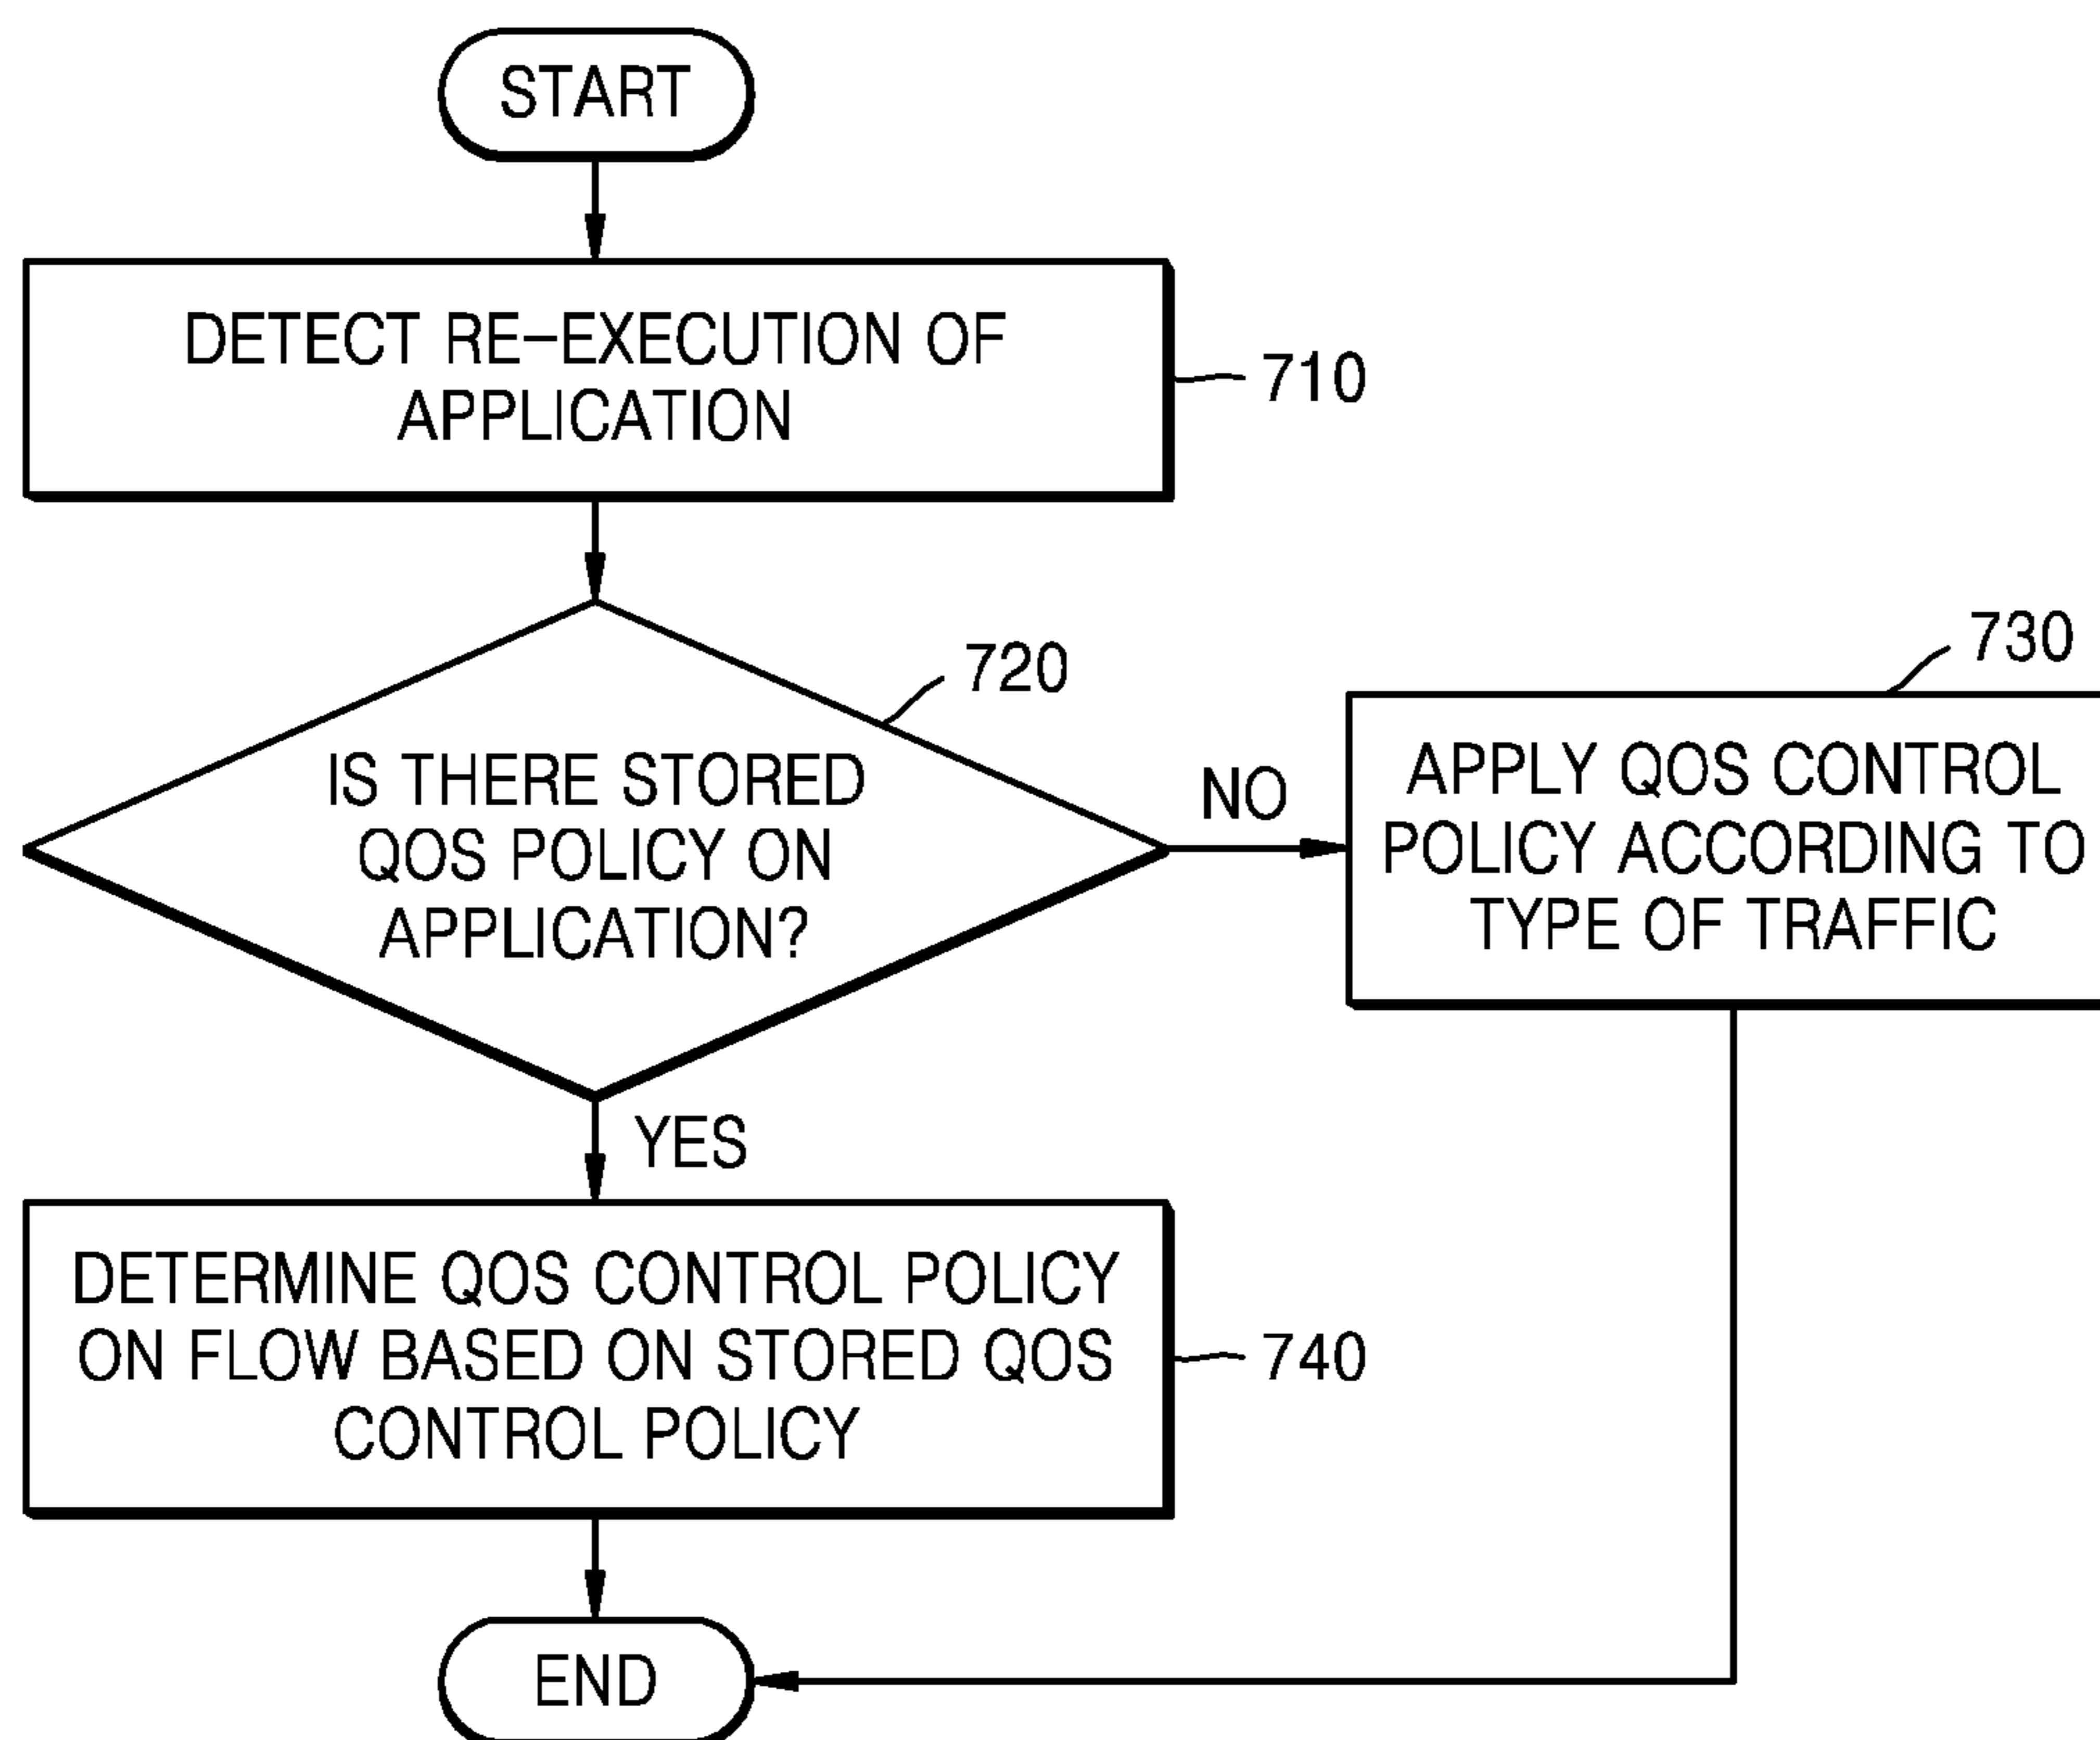 START
DETECT RE-EXECUTION OF
APPLICATION
710
720
IS THERE STORED
QOS POLICY ON
APPLICATION?
NO
730
APPLY QOS CONTROL
POLICY ACCORDING TO
TYPE OF TRAFFIC
YES
DETERMINE QOS CONTROL POLICY
ON FLOW BASED ON STORED QOS
CONTROL POLICY
740
END